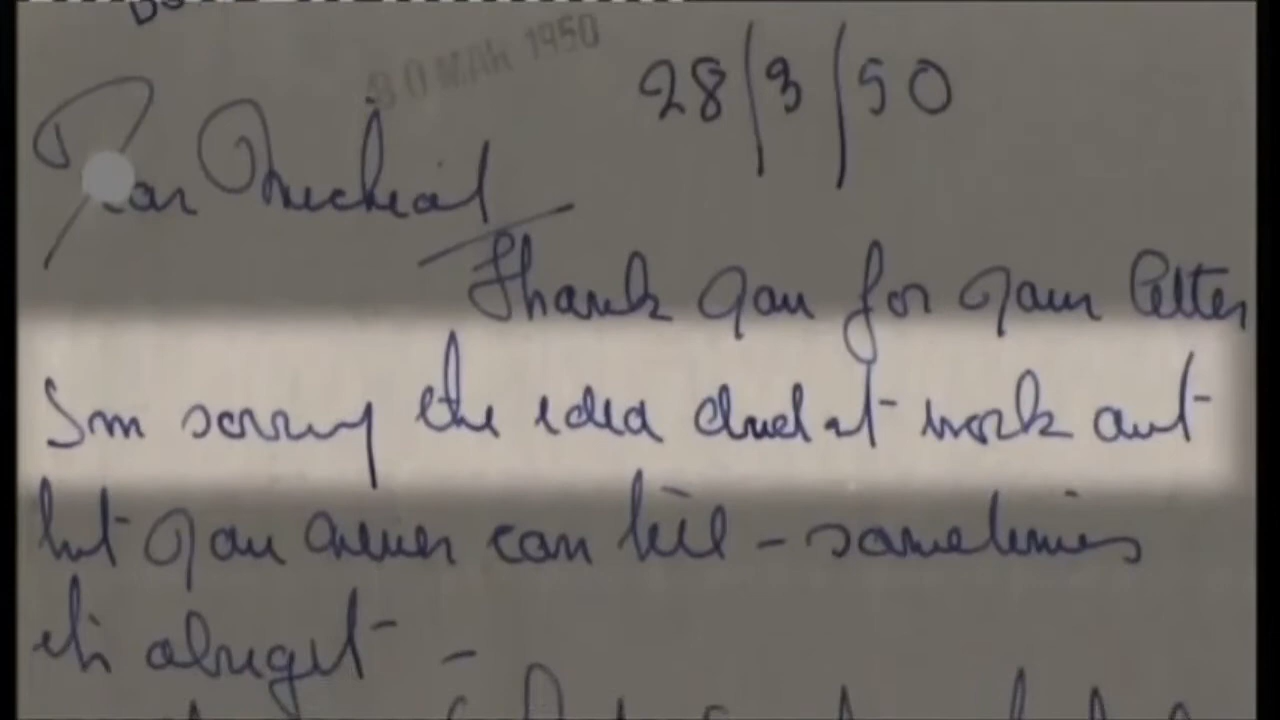 30 MAR 1950
28/3/50
Dear Micheál
Thank you for your letter
I'm sorry the idea didn't work out
but you never can tell - sometimes
it's alright -